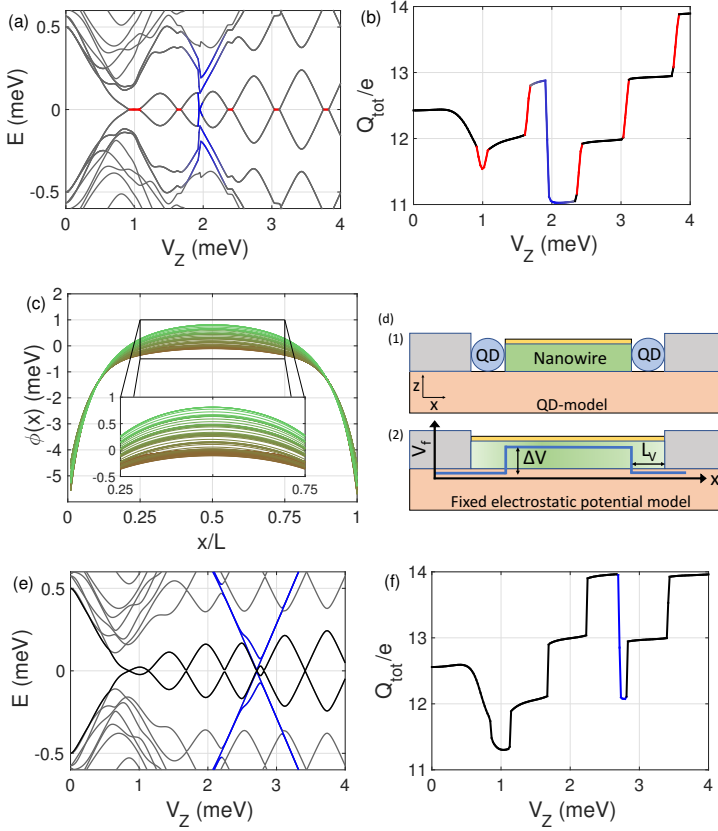 (a)
E (meV)
0.5
0
-0.5
0 1 2 3 4
V_Z (meV)
(b)
Q_tot/e
14
13
12
11
0 1 2 3 4
V_Z (meV)
(c)
ϕ(x) (meV)
2
1
0
-1
-2
-3
-4
-5
1
0.5
0
-0.5
0.25 0.75
0 0.25 0.5 0.75 1
x/L
(d)
(1)
QD Nanowire QD
z
x
QD-model
(2)
V_f
ΔV
L_V
x
Fixed electrostatic potential model
(e)
E (meV)
0.5
0
-0.5
0 1 2 3 4
V_Z (meV)
(f)
Q_tot/e
14
13
12
11
0 1 2 3 4
V_Z (meV)